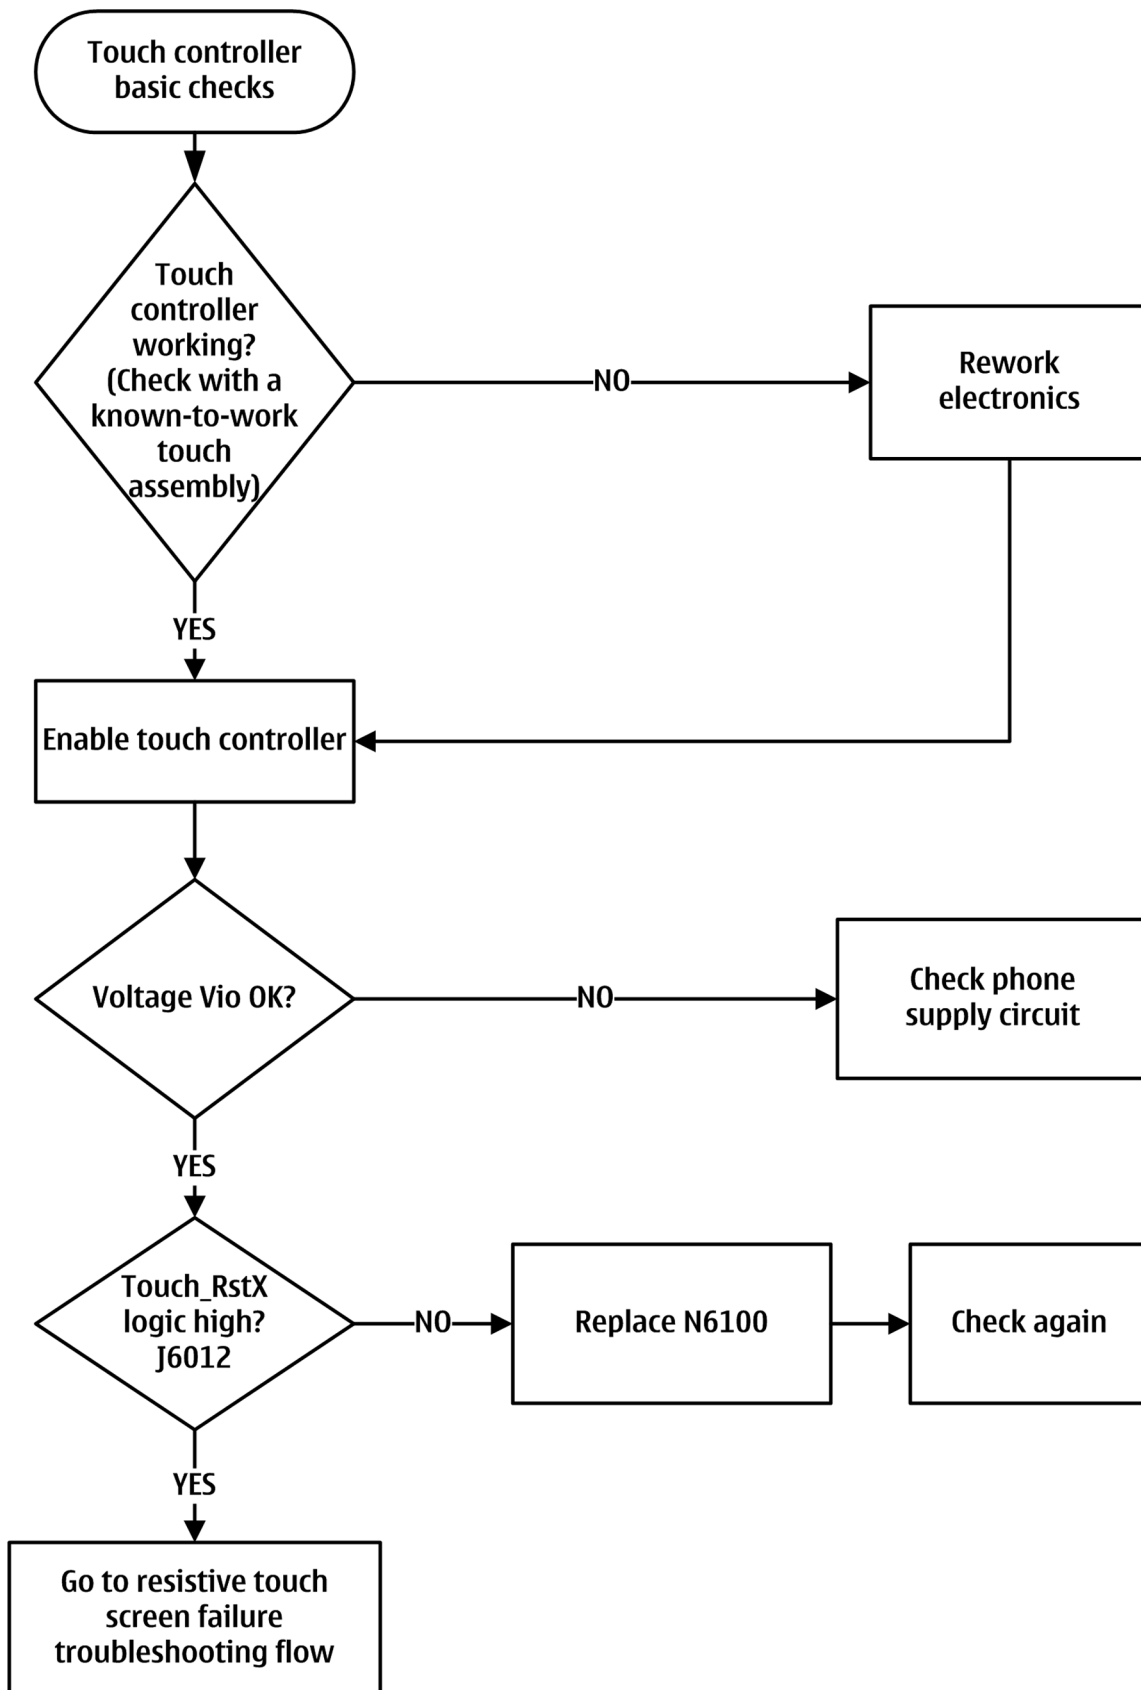 Touch controller
basic checks
Touch
controller
working?
(Check with a
known-to-work
touch
assembly)
NO
Rework
electronics
YES
Enable touch controller
Voltage Vio OK?
NO
Check phone
supply circuit
YES
Touch_RstX
logic high?
J6012
NO
Replace N6100
Check again
YES
Go to resistive touch
screen failure
troubleshooting flow